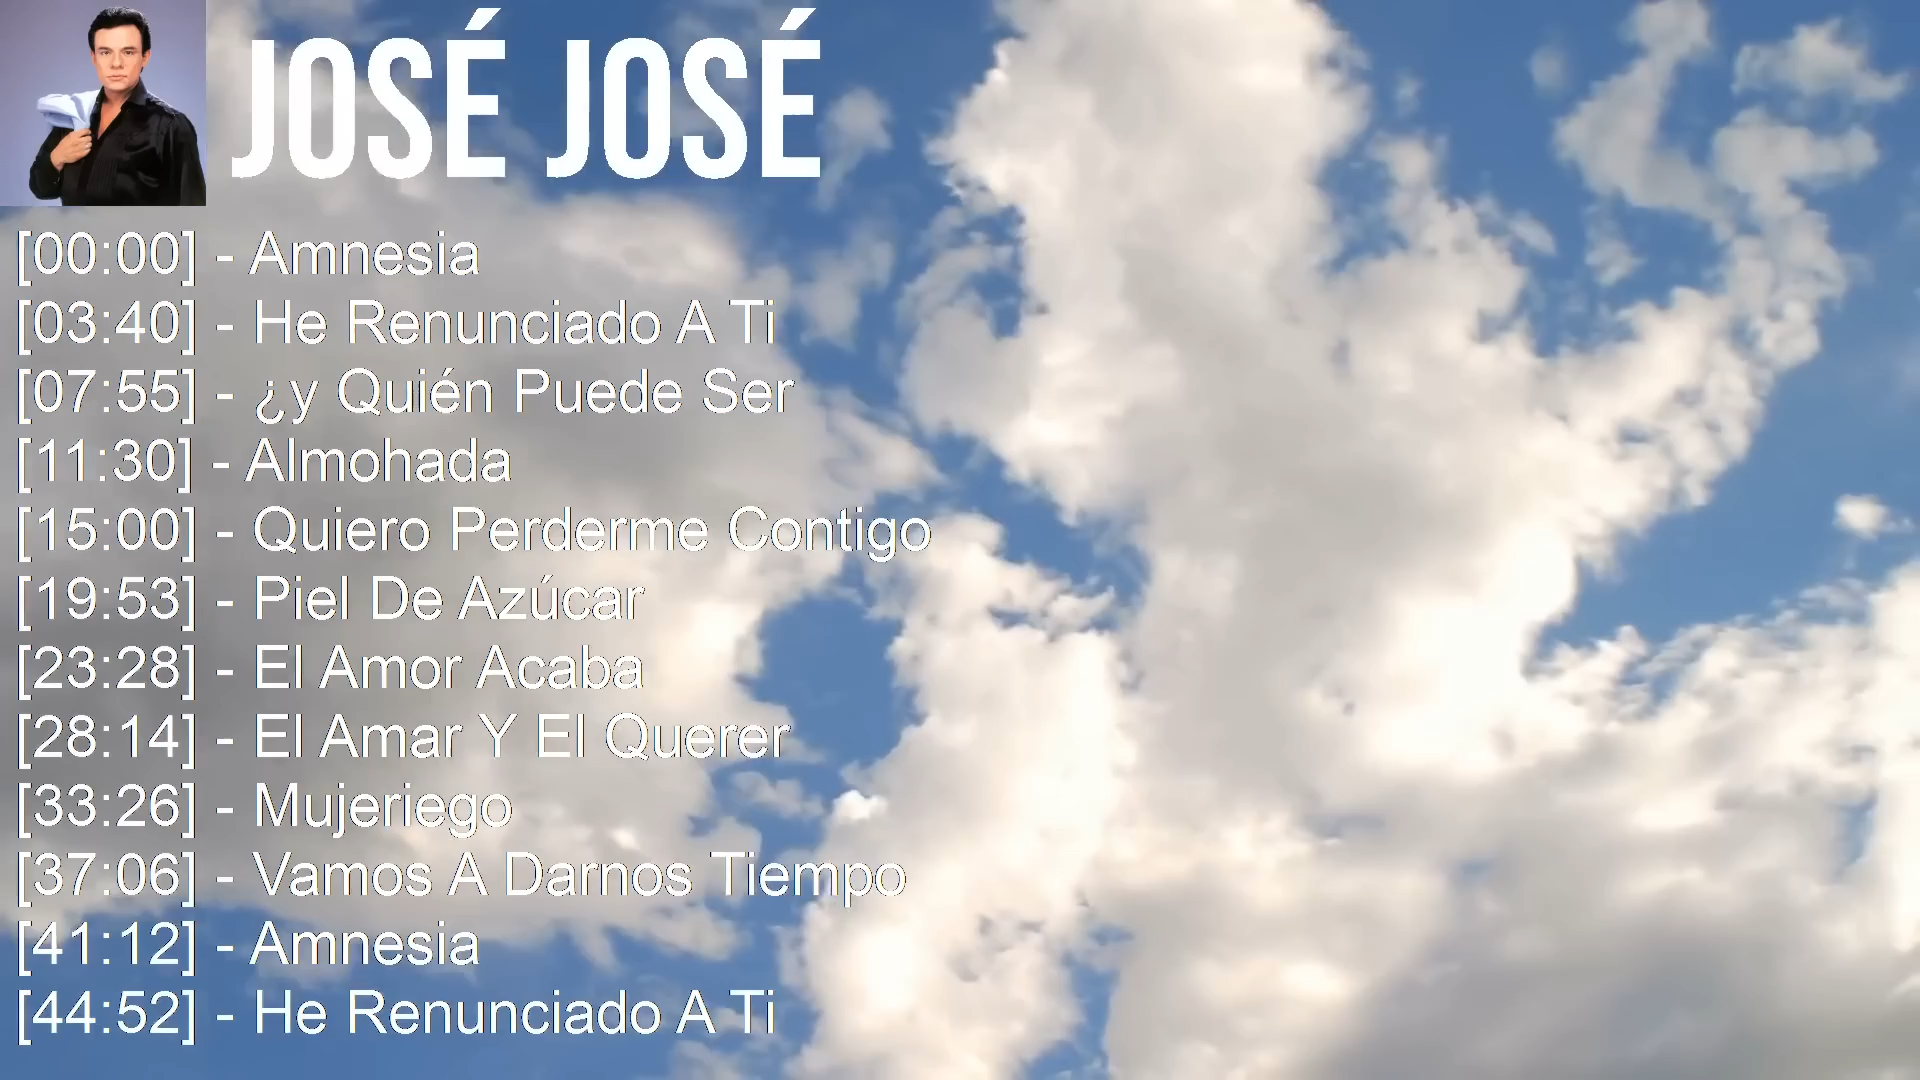 JOSÉ JOSÉ
[00:00] - Amnesia
[03:40] - He Renunciado A Ti
[07:55] - ¿y Quién Puede Ser
[11:30] - Almohada
[15:00] - Quiero Perderme Contigo
[19:53] - Piel De Azúcar
[23:28] - El Amor Acaba
[28:14] - El Amar Y El Querer
[33:26] - Mujeriego
[37:06] - Vamos A Darnos Tiempo
[41:12] - Amnesia
[44:52] - He Renunciado A Ti